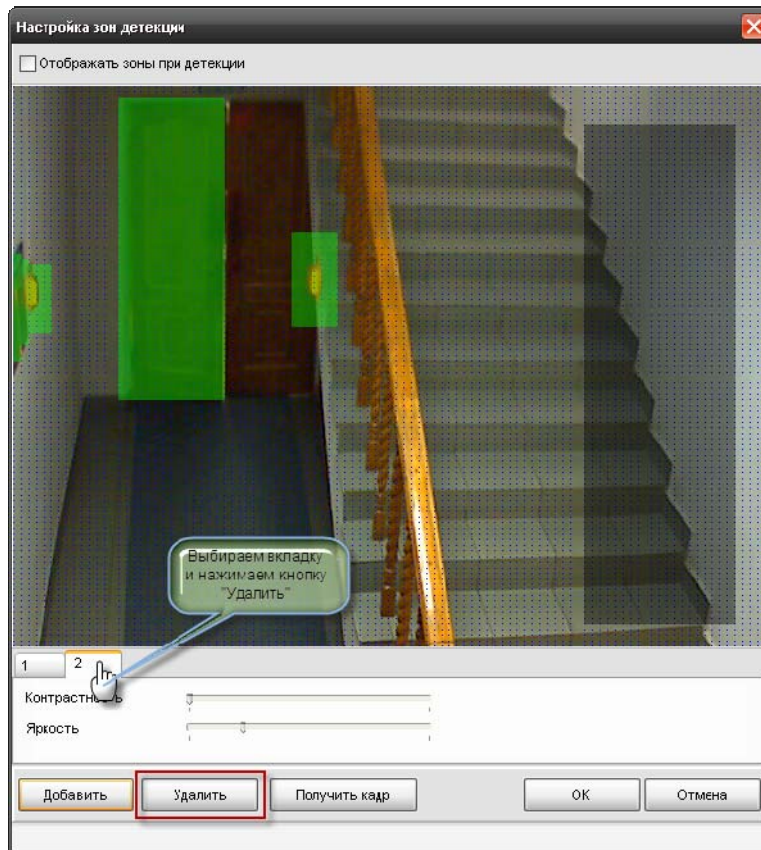 Настройка зон детекции
Отображать зоны при детекции
Выбираем вкладку
и нажимаем кнопку
"Удалить"
1 2
Контрастность
Яркость
Добавить Удалить Получить кадр ОК Отмена